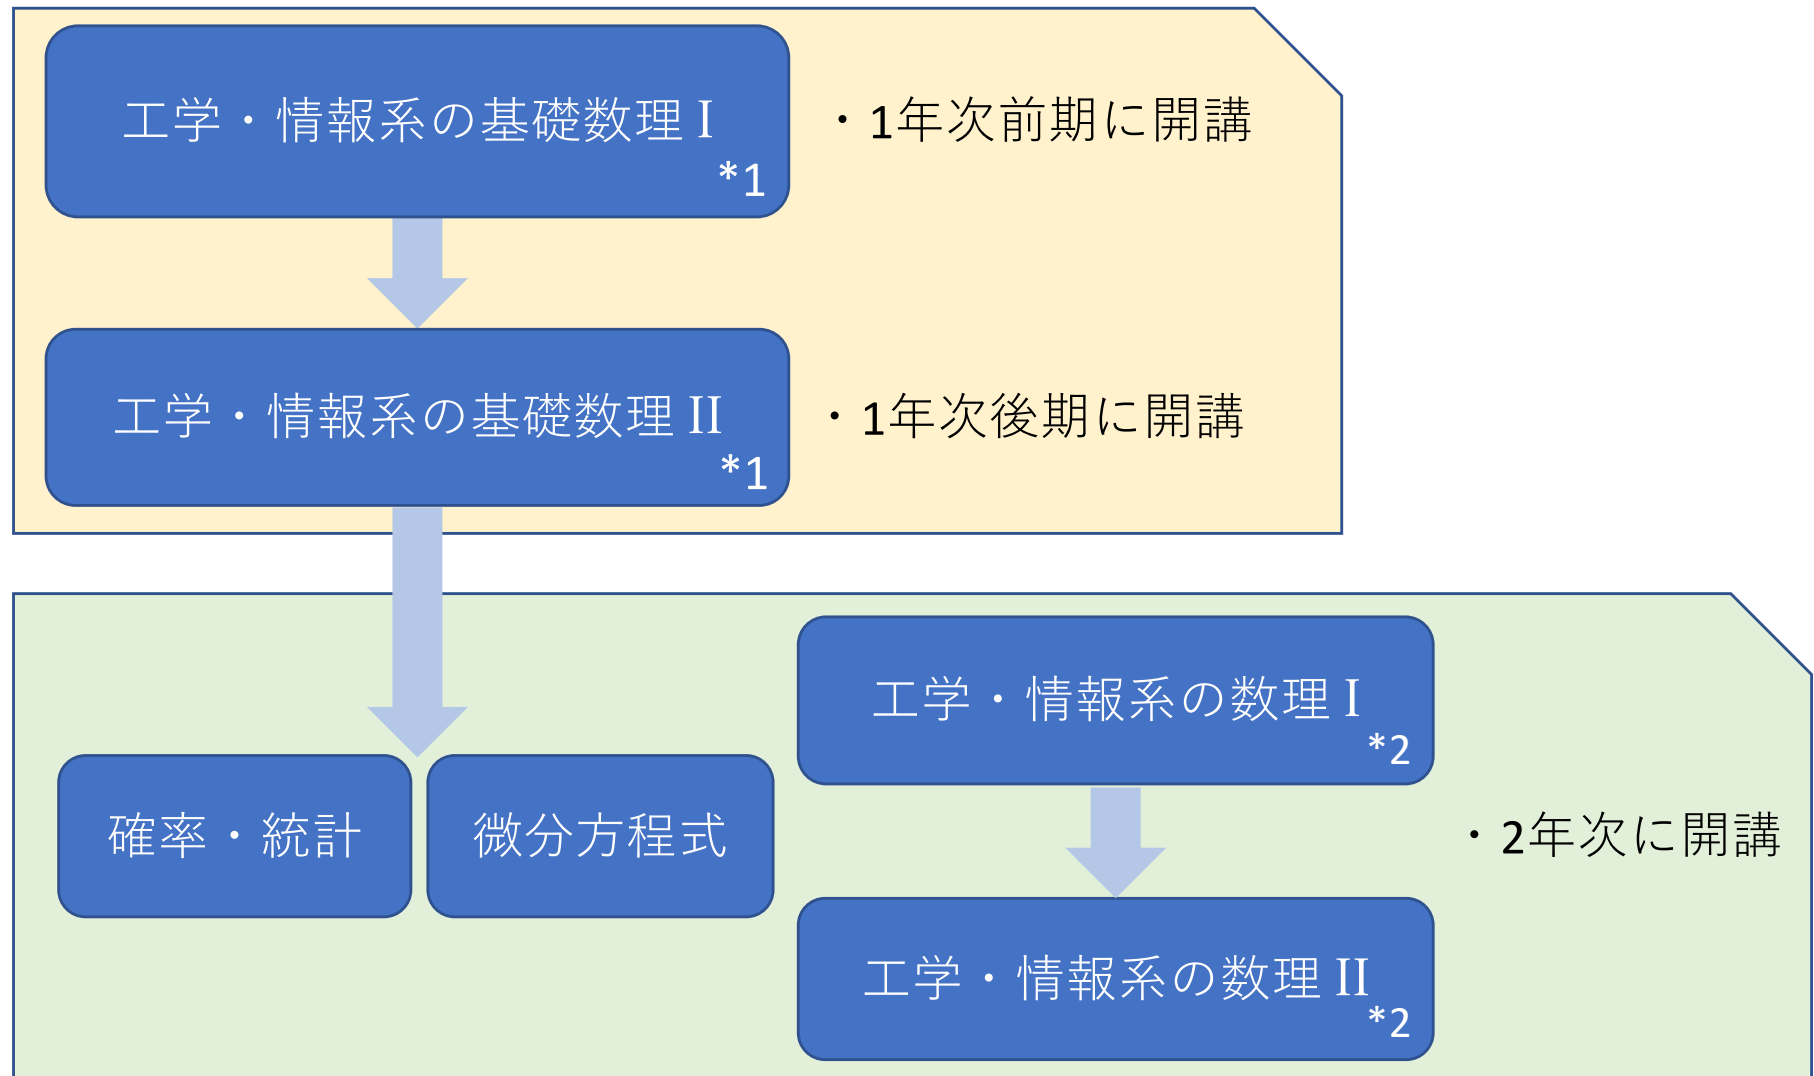 工学・情報系の基礎数理 I
*1
・1年次前期に開講
工学・情報系の基礎数理 II
*1
・1年次後期に開講
工学・情報系の数理 I
*2
確率・統計
微分方程式
・2年次に開講
工学・情報系の数理 II
*2